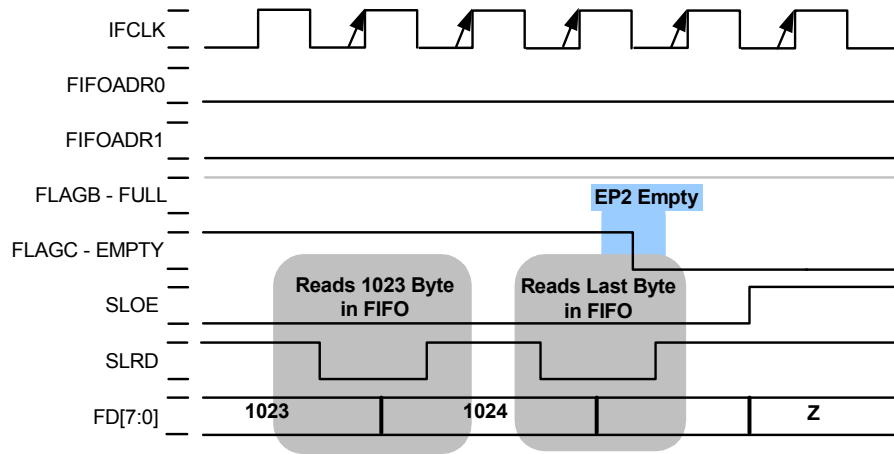 IFCLK
FIFOADR0
FIFOADR1
FLAGB - FULL
EP2 Empty
FLAGC - EMPTY
Reads 1023 Byte
in FIFO
Reads Last Byte
in FIFO
SLOE
SLRD
FD[7:0]
1023
1024
Z